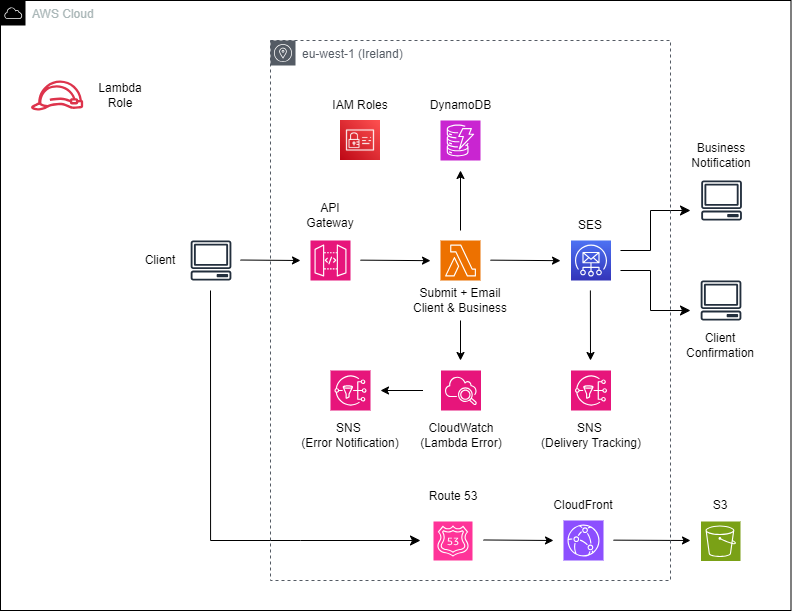 AWS Cloud
eu-west-1 (Ireland)
Lambda
Role
IAM Roles
DynamoDB
Business
Notification
API
Gateway
SES
Client
Submit + Email
Client & Business
Client
Confirmation
SNS
(Error Notification)
CloudWatch
(Lambda Error)
SNS
(Delivery Tracking)
Route 53
53
CloudFront
S3